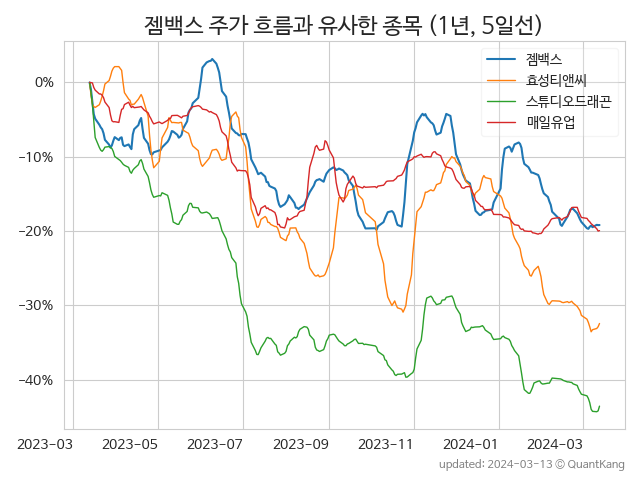 젬백스 주가 흐름과 유사한 종목 (1년, 5일선)
젬백스
효성티앤씨
스튜디오드래곤
매일유업
0%
−10%
−20%
−30%
−40%
2023-03
2023-05
2023-07
2023-09
2023-11
2024-01
2024-03
updated: 2024-03-13 © QuantKang